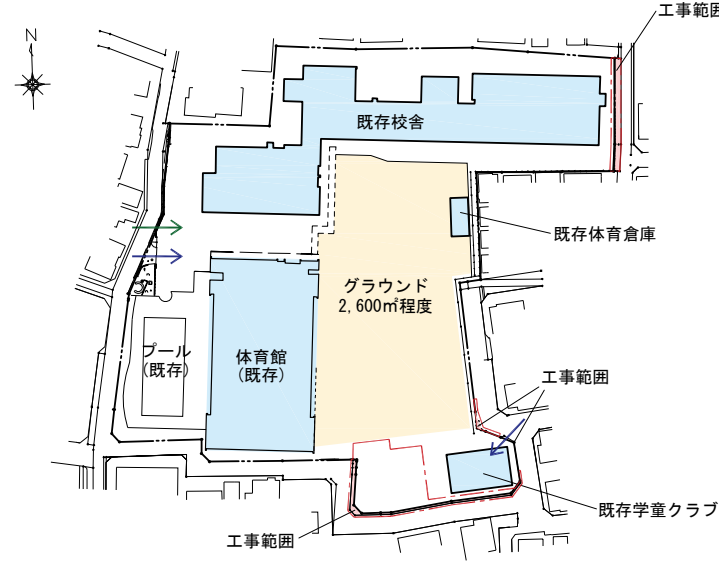 工事範囲
N
既存校舎
既存体育倉庫
グラウンド
2,600㎡程度
プール
(既存)
体育館
(既存)
工事範囲
既存学童クラブ
工事範囲